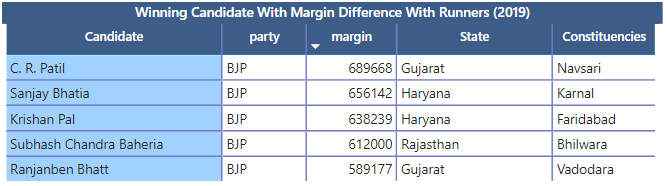 Winning Candidate With Margin Difference With Runners (2019)
Candidate party margin State Constituencies
C. R. Patil BJP 689668 Gujarat Navsari
Sanjay Bhatia BJP 656142 Haryana Karnal
Krishan Pal BJP 638239 Haryana Faridabad
Subhash Chandra Baheria BJP 612000 Rajasthan Bhilwara
Ranjanben Bhatt BJP 589177 Gujarat Vadodara